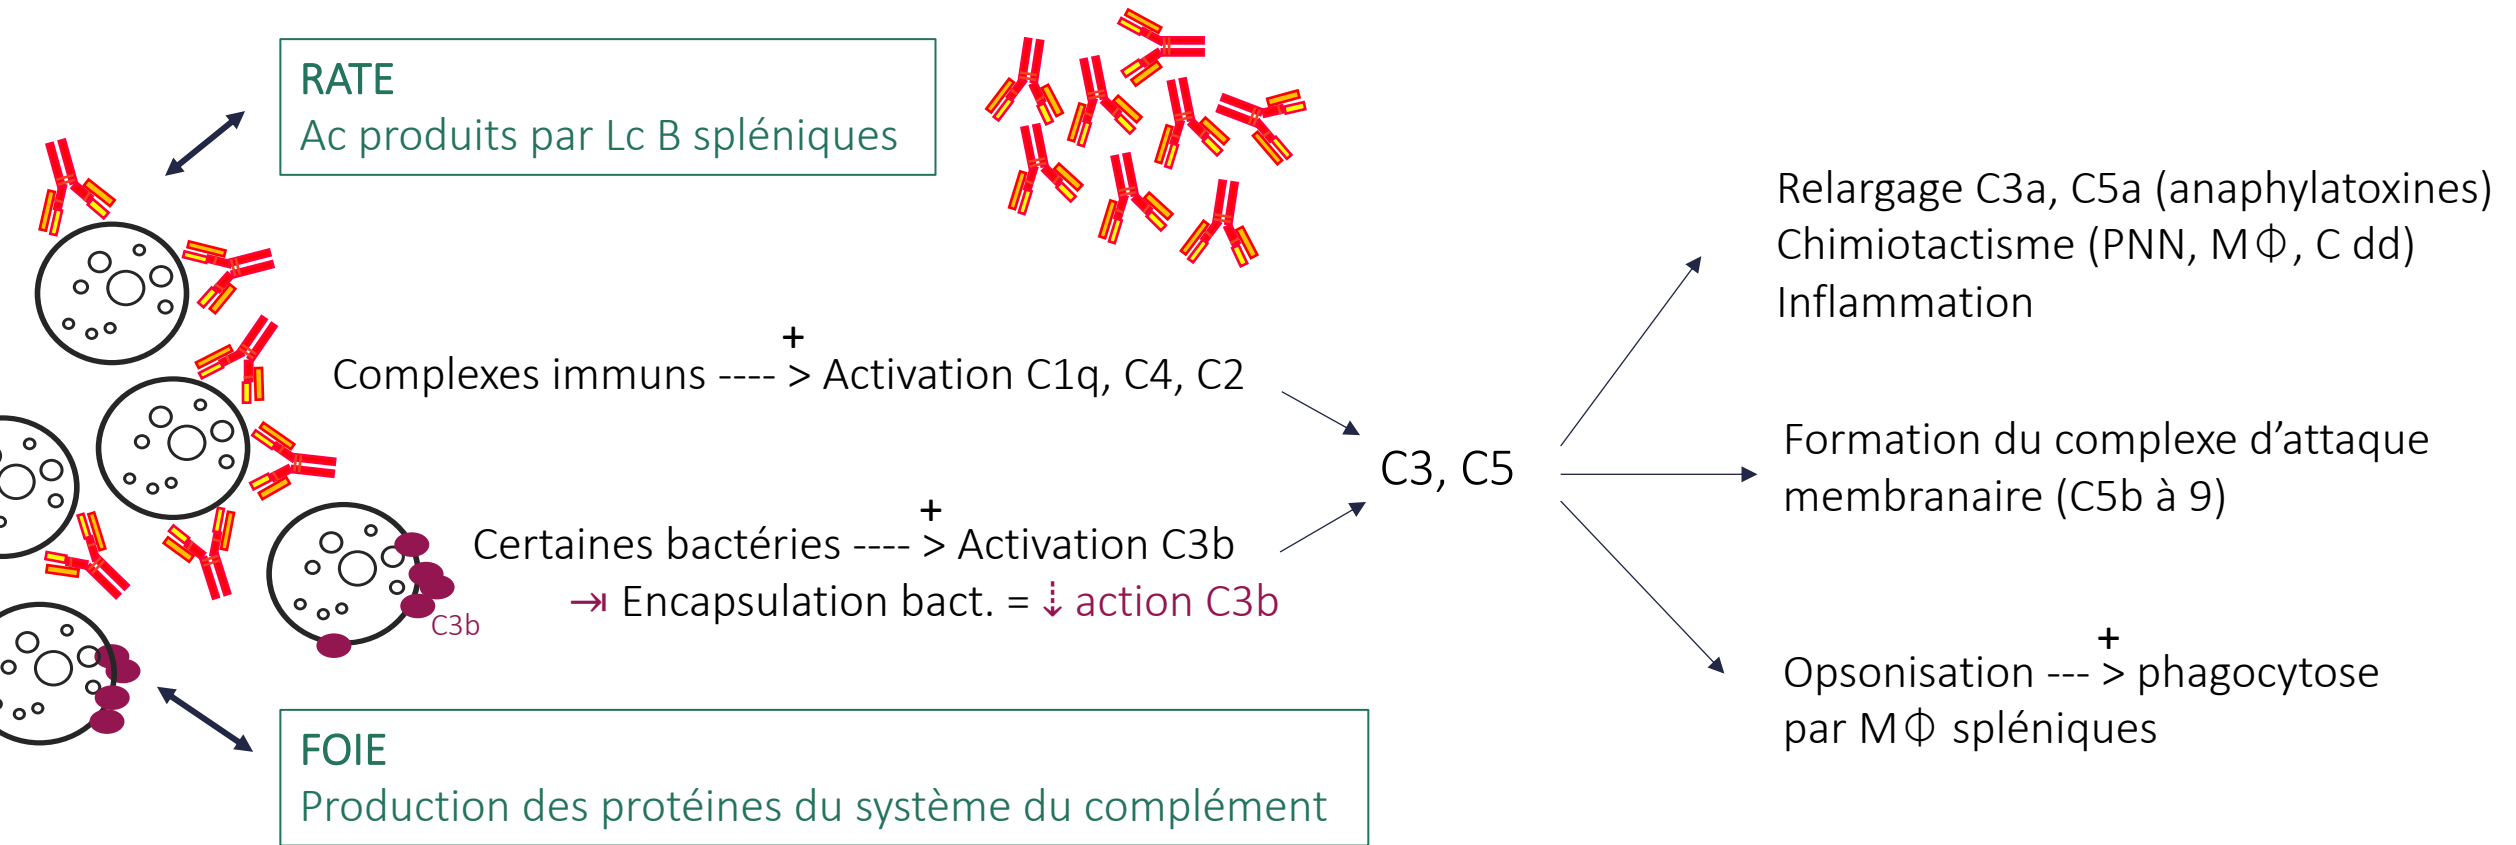 RATE
Ac produits par Lc B spléniques
Relargage C3a, C5a (anaphylatoxines)
Chimiotactisme (PNN, MΦ, C dd)
Inflammation
+
Complexes immuns ---- > Activation C1q, C4, C2
C3, C5
Formation du complexe d’attaque
membranaire (C5b à 9)
+
Certaines bactéries ---- > Activation C3b
⇥ Encapsulation bact. = ⇣ action C3b
C3b
+
Opsonisation --- > phagocytose
par MΦ spléniques
FOIE
Production des protéines du système du complément